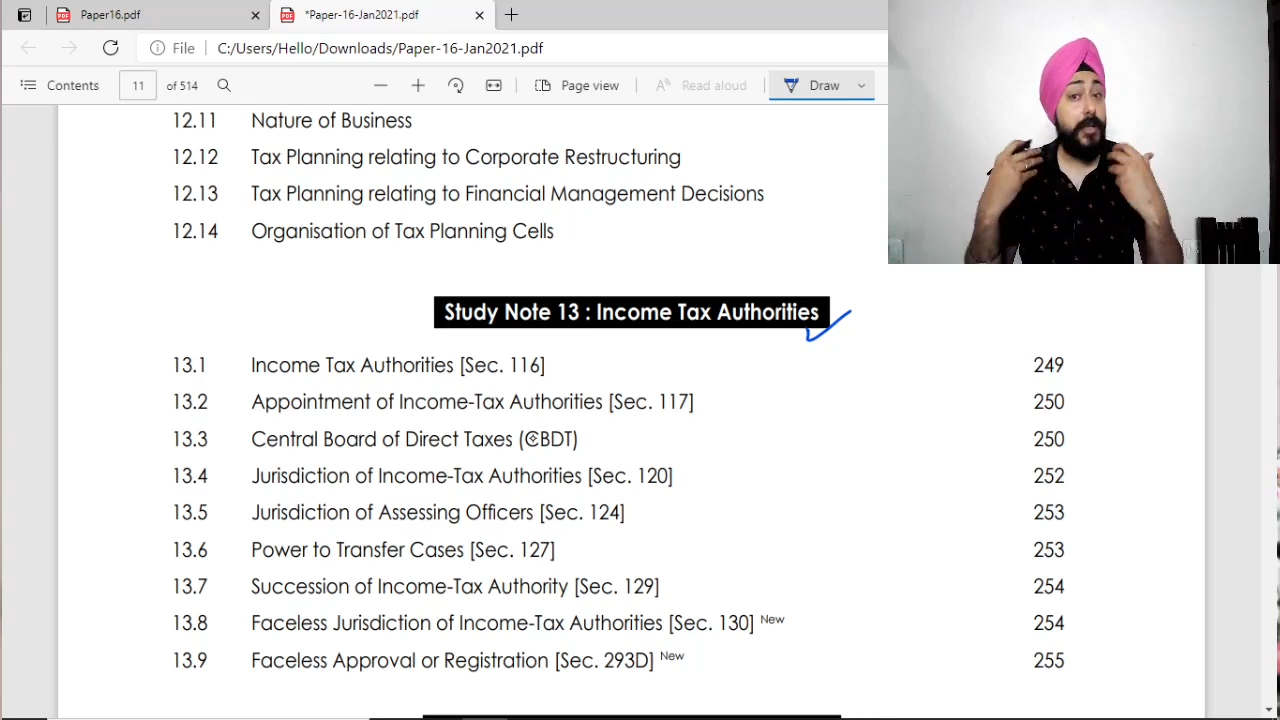 Paper16.pdf
*Paper-16-Jan2021.pdf
File C:/Users/Hello/Downloads/Paper-16-Jan2021.pdf
Contents 11 of 514 Page view Read aloud Draw
12.11 Nature of Business
12.12 Tax Planning relating to Corporate Restructuring
12.13 Tax Planning relating to Financial Management Decisions
12.14 Organisation of Tax Planning Cells
Study Note 13 : Income Tax Authorities
13.1 Income Tax Authorities [Sec. 116] 249
13.2 Appointment of Income-Tax Authorities [Sec. 117] 250
13.3 Central Board of Direct Taxes (CBDT) 250
13.4 Jurisdiction of Income-Tax Authorities [Sec. 120] 252
13.5 Jurisdiction of Assessing Officers [Sec. 124] 253
13.6 Power to Transfer Cases [Sec. 127] 253
13.7 Succession of Income-Tax Authority [Sec. 129] 254
13.8 Faceless Jurisdiction of Income-Tax Authorities [Sec. 130] New 254
13.9 Faceless Approval or Registration [Sec. 293D] New 255